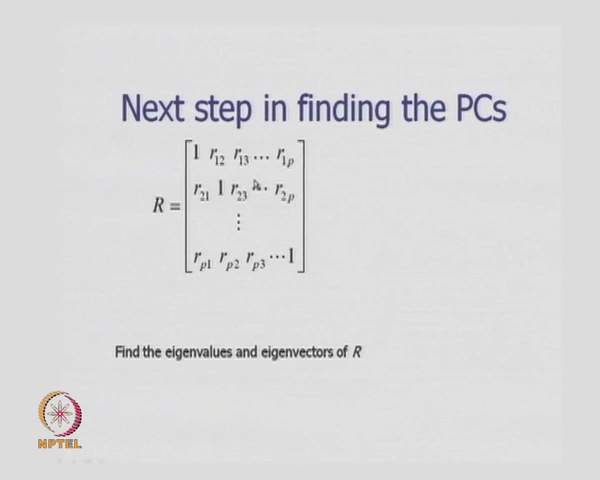 Next step in finding the PCs
1 r12 r13 ... r1p
R = r21 1 r23 ... r2p
⋮
rp1 rp2 rp3 ...1
Find the eigenvalues and eigenvectors of R
NPTEL